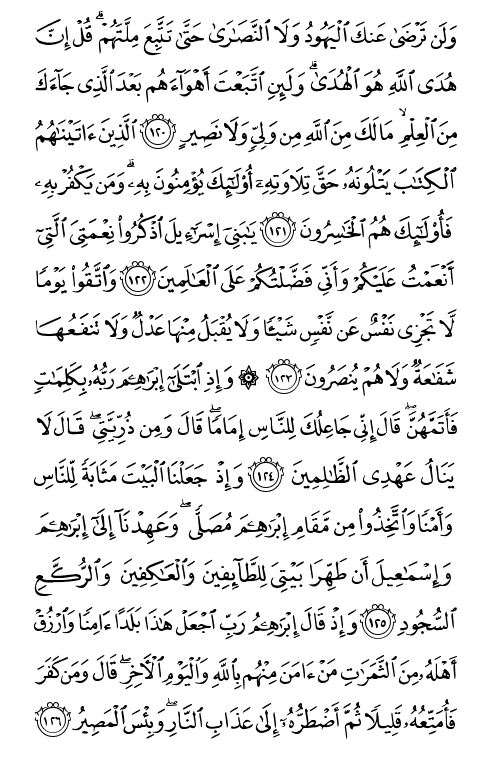 وَلَن تَرْضَىٰ عَنكَ ٱلْيَهُودُ وَلَا ٱلنَّصَـٰرَىٰ حَتَّىٰ تَتَّبِعَ مِلَّتَهُمْ ۗ قُلْ إِنَّ
هُدَى ٱللَّهِ هُوَ ٱلْهُدَىٰ ۗ وَلَئِنِ ٱتَّبَعْتَ أَهْوَآءَهُم بَعْدَ ٱلَّذِى جَآءَكَ
مِنَ ٱلْعِلْمِ ۙ مَا لَكَ مِنَ ٱللَّهِ مِن وَلِىٍّ وَلَا نَصِيرٍ ١٢٠ ٱلَّذِينَ ءَاتَيْنَـٰهُمُ
ٱلْكِتَـٰبَ يَتْلُونَهُۥ حَقَّ تِلَاوَتِهِۦٓ أُو۟لَـٰٓئِكَ يُؤْمِنُونَ بِهِۦ ۗ وَمَن يَكْفُرْ بِهِۦ
فَأُو۟لَـٰٓئِكَ هُمُ ٱلْخَـٰسِرُونَ ١٢١ يَـٰبَنِىٓ إِسْرَٰٓءِيلَ ٱذْكُرُوا۟ نِعْمَتِىَ ٱلَّتِىٓ
أَنْعَمْتُ عَلَيْكُمْ وَأَنِّى فَضَّلْتُكُمْ عَلَى ٱلْعَـٰلَمِينَ ١٢٢ وَٱتَّقُوا۟ يَوْمًا
لَّا تَجْزِى نَفْسٌ عَن نَّفْسٍ شَيْـًٔا وَلَا يُقْبَلُ مِنْهَا عَدْلٌ وَلَا تَنفَعُهَا
شَفَـٰعَةٌ وَلَا هُمْ يُنصَرُونَ ١٢٣ ۞ وَإِذِ ٱبْتَلَىٰٓ إِبْرَٰهِـۧمَ رَبُّهُۥ بِكَلِمَـٰتٍ
فَأَتَمَّهُنَّ ۖ قَالَ إِنِّى جَاعِلُكَ لِلنَّاسِ إِمَامًا ۖ قَالَ وَمِن ذُرِّيَّتِى ۖ قَالَ لَا
يَنَالُ عَهْدِى ٱلظَّـٰلِمِينَ ١٢٤ وَإِذْ جَعَلْنَا ٱلْبَيْتَ مَثَابَةً لِّلنَّاسِ
وَأَمْنًا وَٱتَّخِذُوا۟ مِن مَّقَامِ إِبْرَٰهِـۧمَ مُصَلًّى ۖ وَعَهِدْنَآ إِلَىٰٓ إِبْرَٰهِـۧمَ
وَإِسْمَـٰعِيلَ أَن طَهِّرَا بَيْتِىَ لِلطَّآئِفِينَ وَٱلْعَـٰكِفِينَ وَٱلرُّكَّعِ
ٱلسُّجُودِ ١٢٥ وَإِذْ قَالَ إِبْرَٰهِـۧمُ رَبِّ ٱجْعَلْ هَـٰذَا بَلَدًا ءَامِنًا وَٱرْزُقْ
أَهْلَهُۥ مِنَ ٱلثَّمَرَٰتِ مَنْ ءَامَنَ مِنْهُم بِٱللَّهِ وَٱلْيَوْمِ ٱلْـَٔاخِرِ ۖ قَالَ وَمَن كَفَرَ
فَأُمَتِّعُهُۥ قَلِيلًا ثُمَّ أَضْطَرُّهُۥٓ إِلَىٰ عَذَابِ ٱلنَّارِ ۖ وَبِئْسَ ٱلْمَصِيرُ ١٢٦